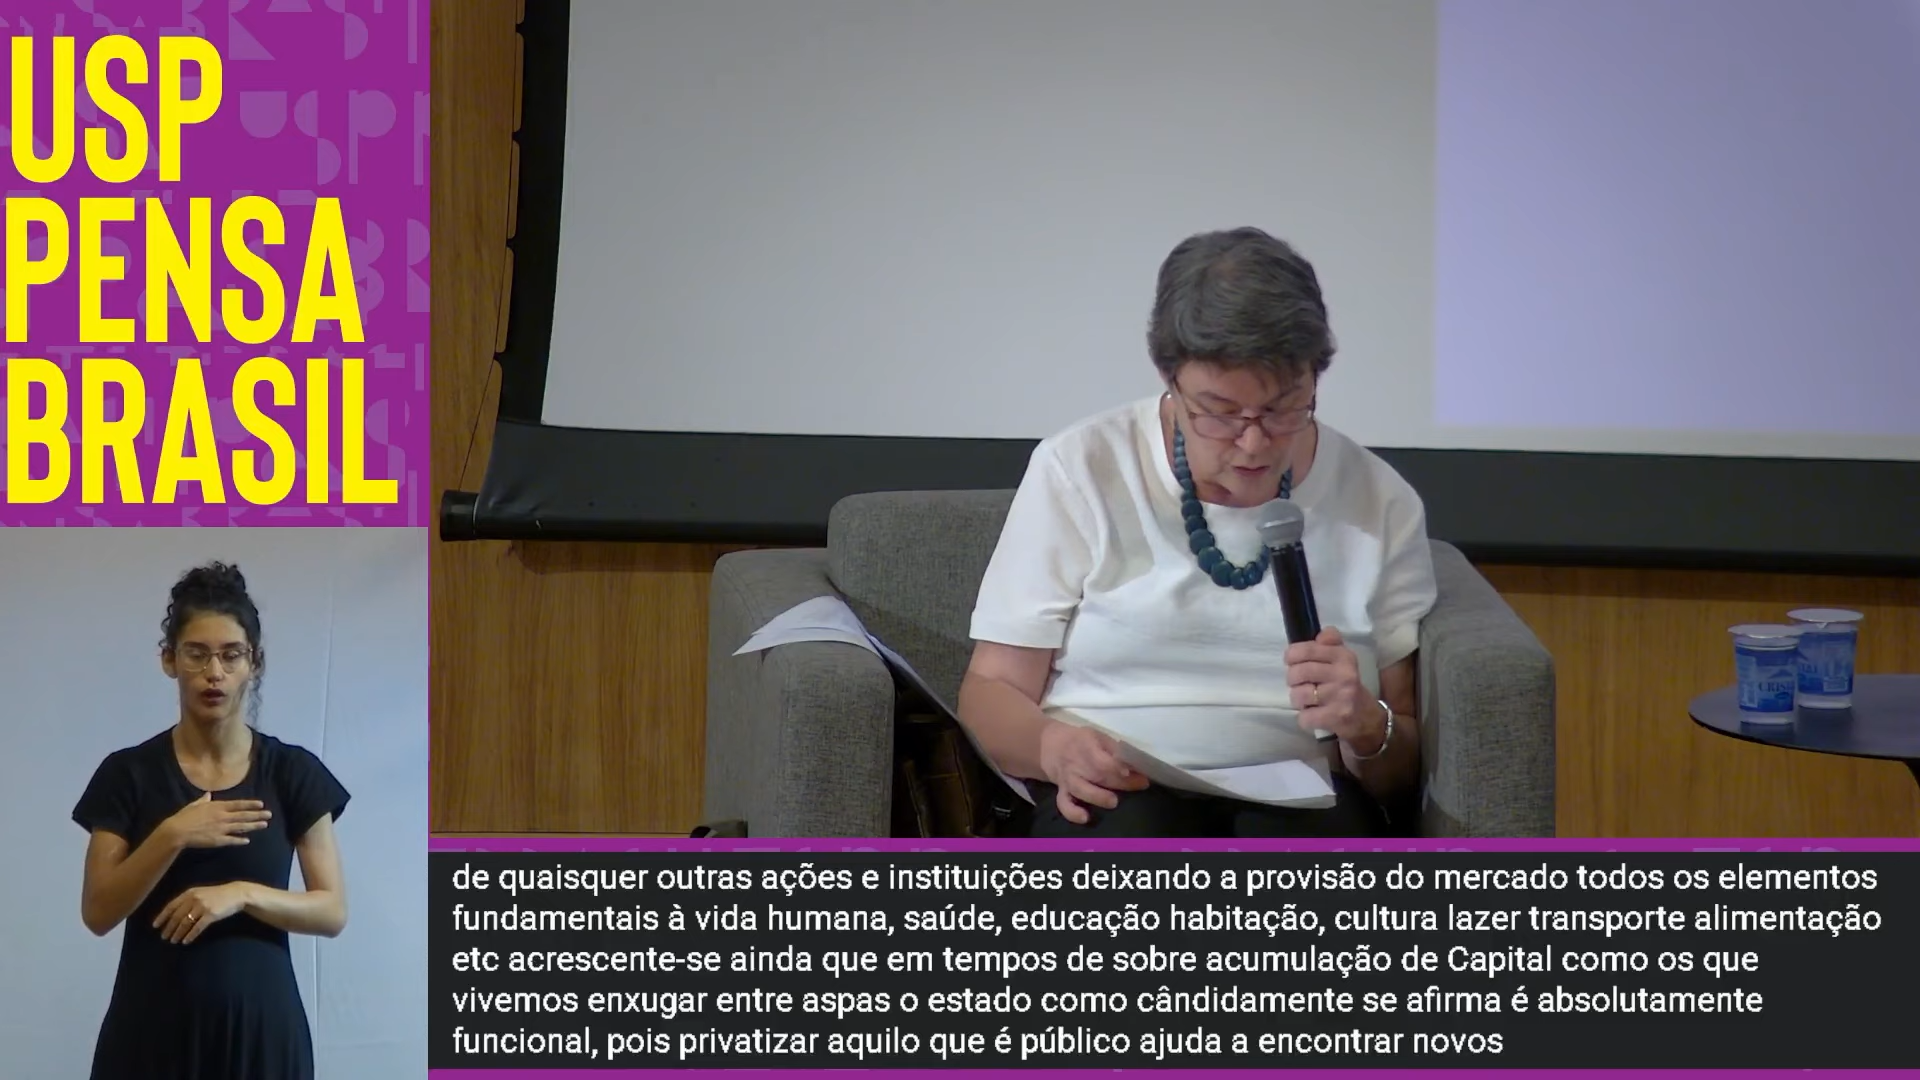 USP
PENSA
BRASIL
de quaisquer outras ações e instituições deixando a provisão do mercado todos os elementos
fundamentais à vida humana, saúde, educação habitação, cultura lazer transporte alimentação
etc acrescente-se ainda que em tempos de sobre acumulação de Capital como os que
vivemos enxugar entre aspas o estado como cândidamente se afirma é absolutamente
funcional, pois privatizar aquilo que é público ajuda a encontrar novos